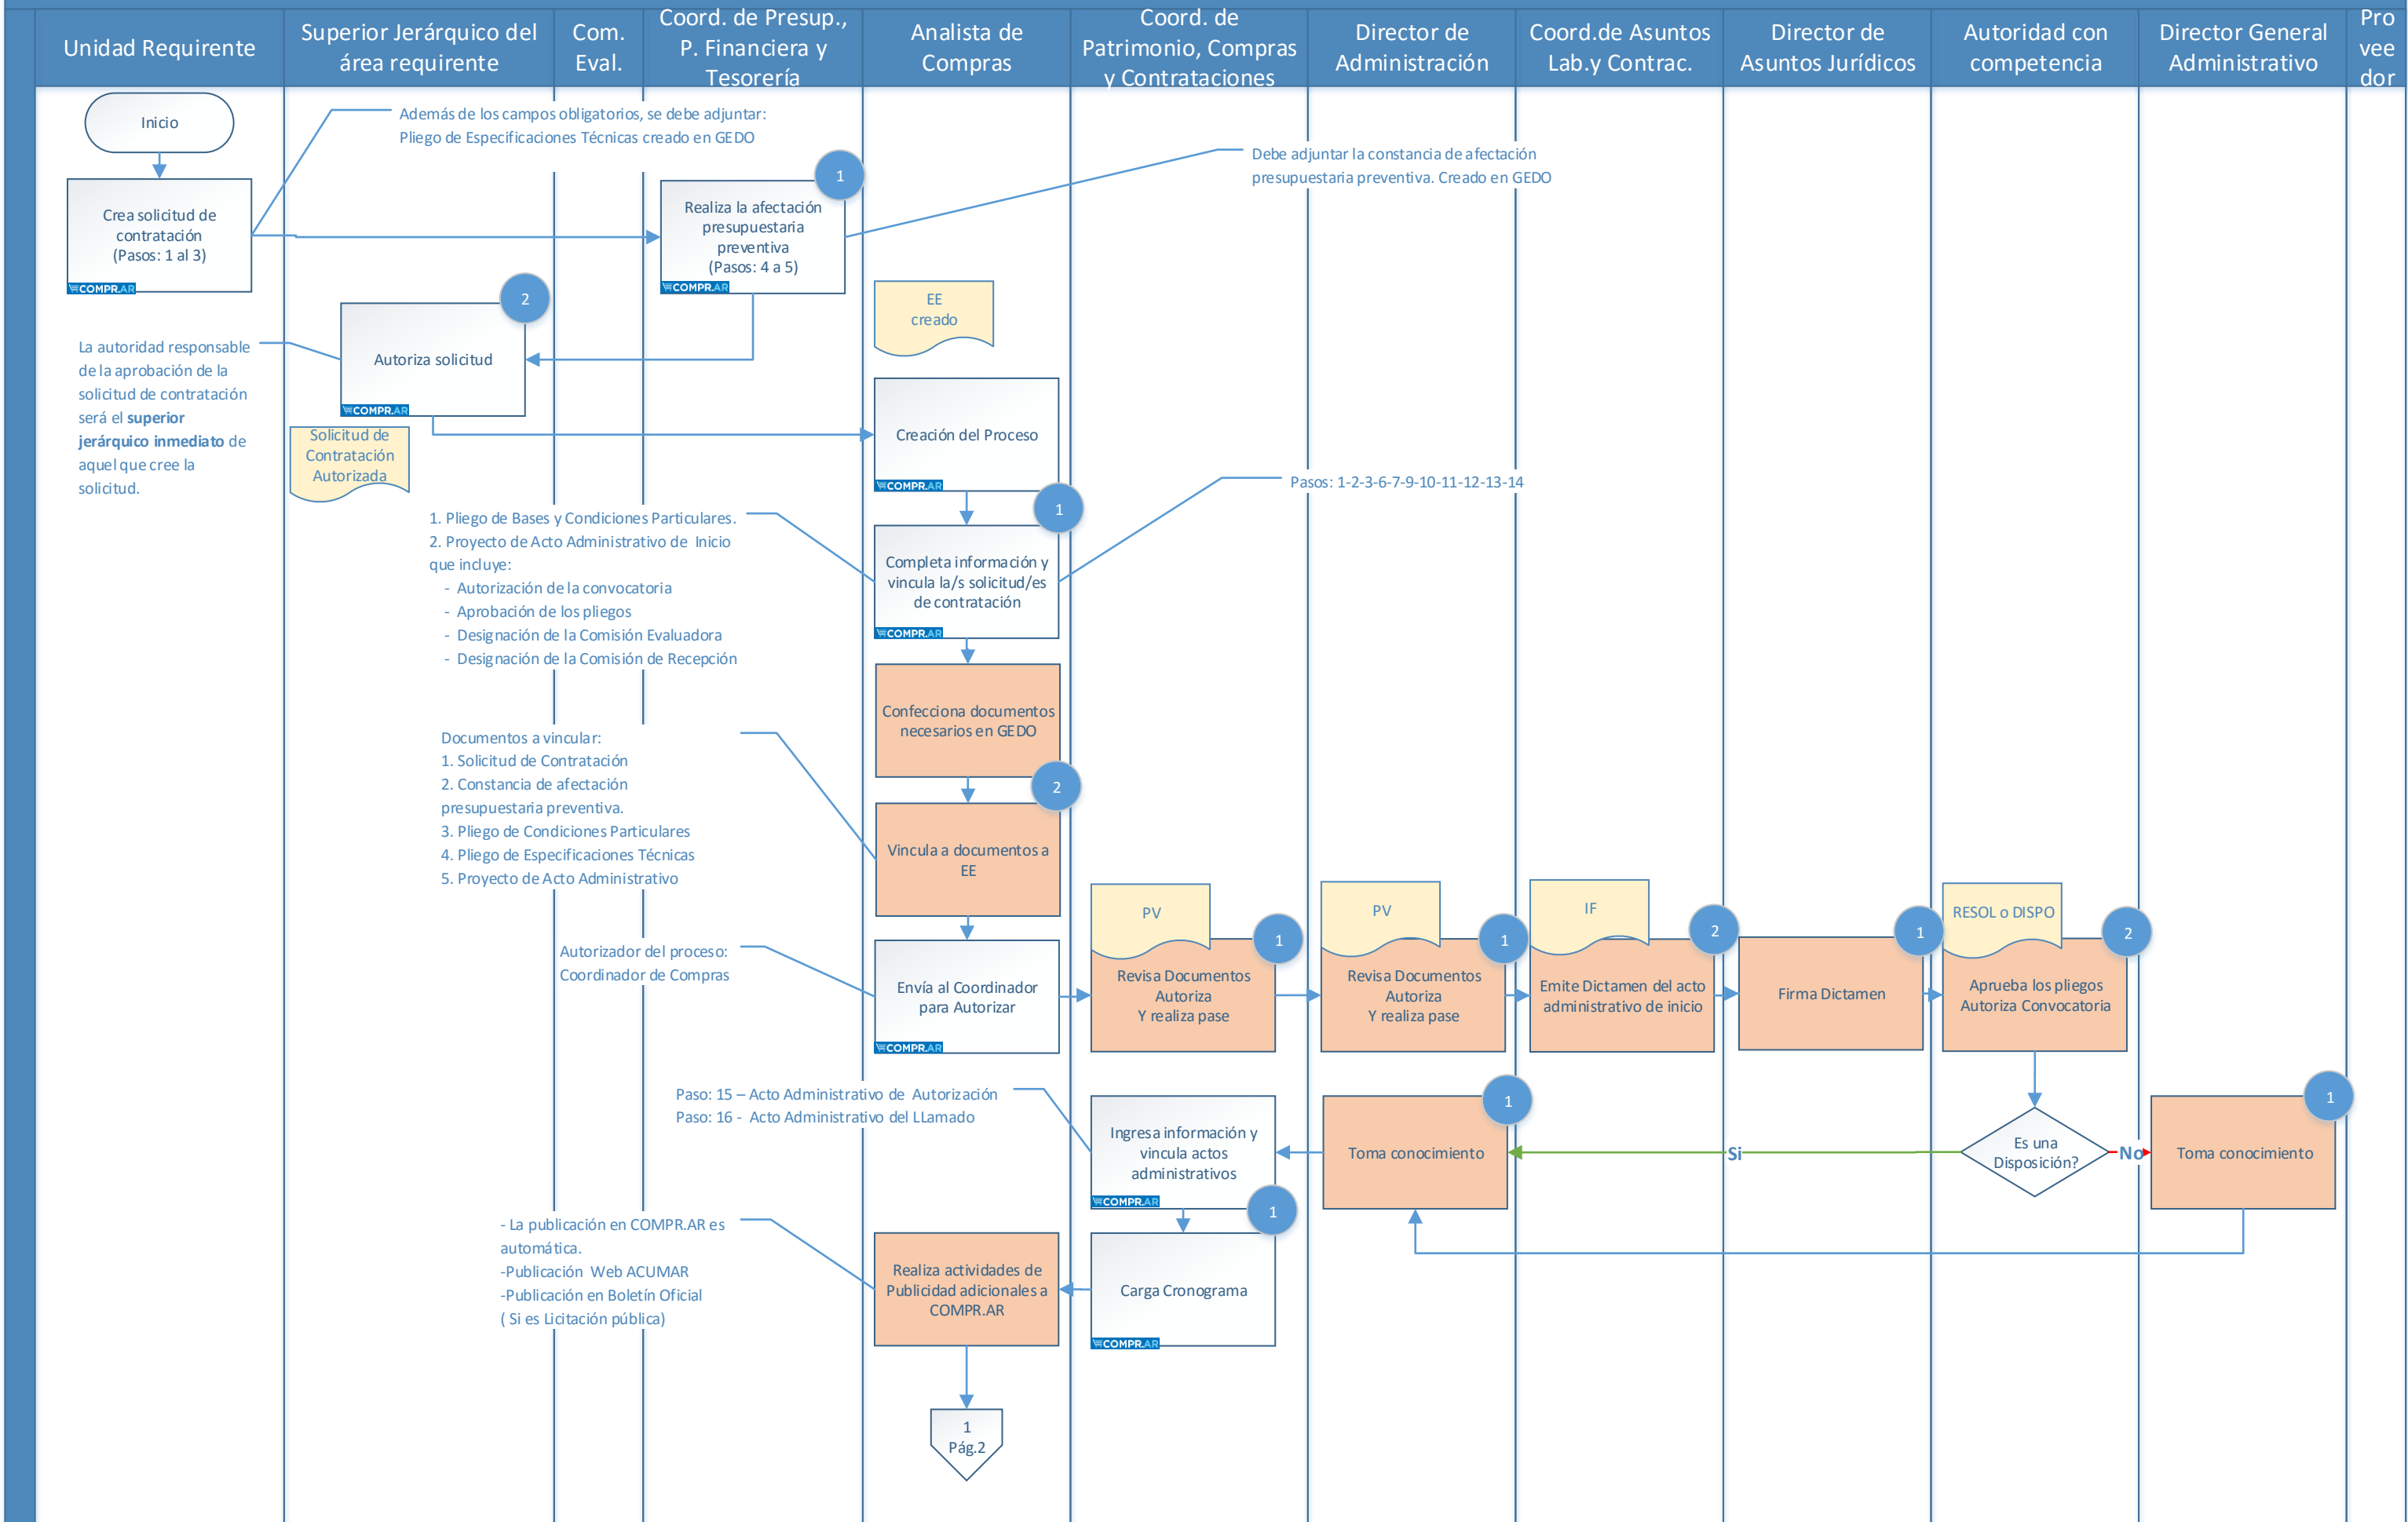 Unidad Requirente
Superior Jerárquico del
área requirente
Com.
Eval.
Coord. de Presup.,
P. Financiera y
Tesorería
Analista de
Compras
Coord. de
Patrimonio, Compras
y Contrataciones
Director de
Administración
Coord.de Asuntos
Lab.y Contrac.
Director de
Asuntos Jurídicos
Autoridad con
competencia
Director General
Administrativo
Pro
vee
dor
Inicio
Además de los campos obligatorios, se debe adjuntar:
Pliego de Especificaciones Técnicas creado en GEDO
Debe adjuntar la constancia de afectación
presupuestaria preventiva. Creado en GEDO
Crea solicitud de
contratación
(Pasos: 1 al 3)
COMPR.AR
1
Realiza la afectación
presupuestaria
preventiva
(Pasos: 4 a 5)
COMPR.AR
EE
creado
2
Autoriza solicitud
COMPR.AR
La autoridad responsable
de la aprobación de la
solicitud de contratación
será el superior
jerárquico inmediato de
aquel que cree la
solicitud.
Solicitud de
Contratación
Autorizada
Creación del Proceso
COMPR.AR
Pasos: 1-2-3-6-7-9-10-11-12-13-14
1. Pliego de Bases y Condiciones Particulares.
2. Proyecto de Acto Administrativo de Inicio
que incluye:
- Autorización de la convocatoria
- Aprobación de los pliegos
- Designación de la Comisión Evaluadora
- Designación de la Comisión de Recepción
1
Completa información y
vincula la/s solicitud/es
de contratación
COMPR.AR
Confecciona documentos
necesarios en GEDO
Documentos a vincular:
1. Solicitud de Contratación
2. Constancia de afectación
presupuestaria preventiva.
3. Pliego de Condiciones Particulares
4. Pliego de Especificaciones Técnicas
5. Proyecto de Acto Administrativo
2
Vincula a documentos a
EE
Autorizador del proceso:
Coordinador de Compras
Envía al Coordinador
para Autorizar
COMPR.AR
PV
1
Revisa Documentos
Autoriza
Y realiza pase
PV
1
Revisa Documentos
Autoriza
Y realiza pase
IF
2
Emite Dictamen del acto
administrativo de inicio
1
Firma Dictamen
RESOL o DISPO
2
Aprueba los pliegos
Autoriza Convocatoria
Paso: 15 – Acto Administrativo de Autorización
Paso: 16 - Acto Administrativo del LLamado
Ingresa información y
vincula actos
administrativos
COMPR.AR
1
Toma conocimiento
Si
Es una
Disposición?
No
1
Toma conocimiento
- La publicación en COMPR.AR es
automática.
-Publicación Web ACUMAR
-Publicación en Boletín Oficial
( Si es Licitación pública)
Realiza actividades de
Publicidad adicionales a
COMPR.AR
1
Carga Cronograma
COMPR.AR
1
Pág.2